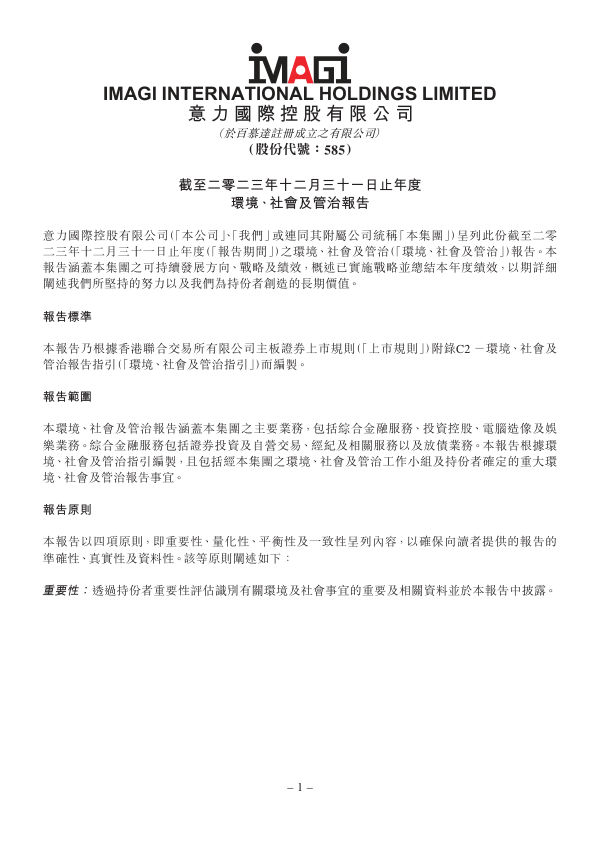 iMAGi
IMAGI INTERNATIONAL HOLDINGS LIMITED
意力國際控股有限公司
(於百慕達註冊成立之有限公司)
(股份代號：585)
截至二零二三年十二月三十一日止年度
環境、社會及管治報告
意力國際控股有限公司(「本公司」、「我們」或連同其附屬公司統稱「本集團」)呈列此份截至二零
二三年十二月三十一日止年度(「報告期間」)之環境、社會及管治(「環境、社會及管治」)報告。本
報告涵蓋本集團之可持續發展方向、戰略及績效，概述已實施戰略並總結本年度績效，以期詳細
闡述我們所堅持的努力以及我們為持份者創造的長期價值。
報告標準
本報告乃根據香港聯合交易所有限公司主板證券上市規則(「上市規則」)附錄C2 －環境、社會及
管治報告指引(「環境、社會及管治指引」)而編製。
報告範圍
本環境、社會及管治報告涵蓋本集團之主要業務，包括綜合金融服務、投資控股、電腦造像及娛
樂業務。綜合金融服務包括證券投資及自營交易、經紀及相關服務以及放債業務。本報告根據環
境、社會及管治指引編製，且包括經本集團之環境、社會及管治工作小組及持份者確定的重大環
境、社會及管治報告事宜。
報告原則
本報告以四項原則，即重要性、量化性、平衡性及一致性呈列內容，以確保向讀者提供的報告的
準確性、真實性及資料性。該等原則闡述如下：
重要性：透過持份者重要性評估識別有關環境及社會事宜的重要及相關資料並於本報告中披露。
– 1 –